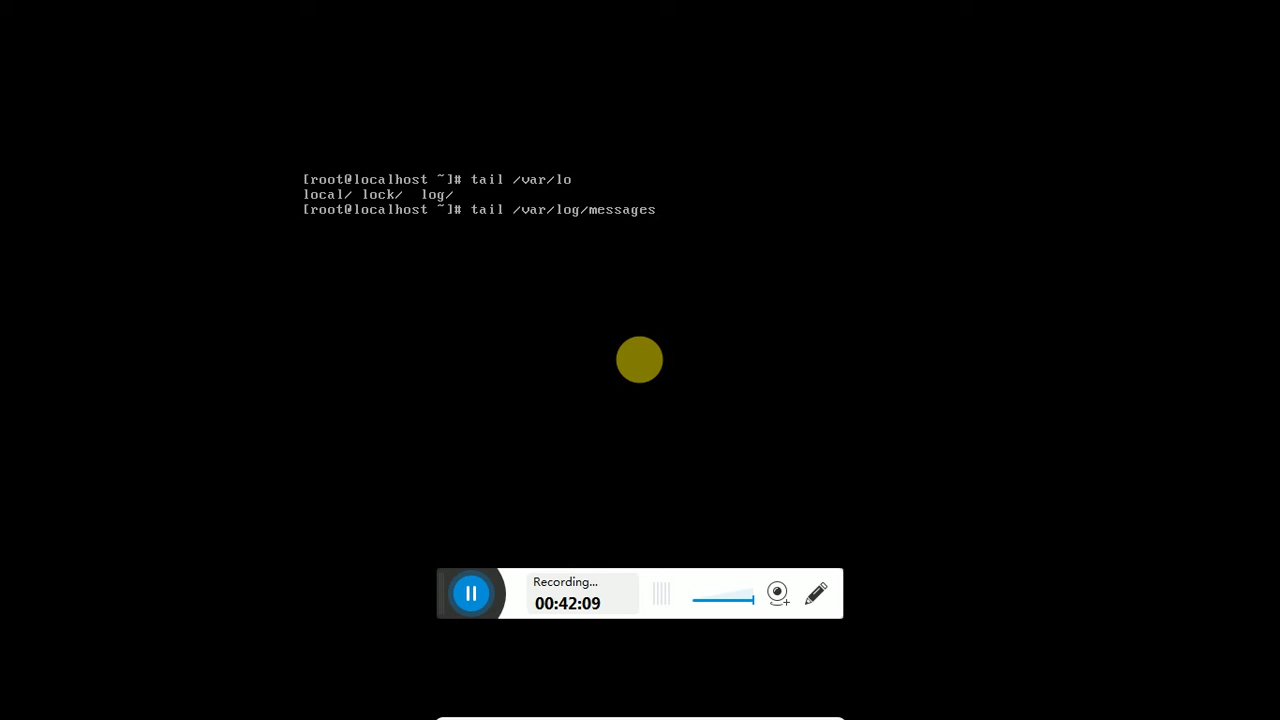 [root@localhost ~]# tail /var/lo
local/ lock/  log/
[root@localhost ~]# tail /var/log/messages
Recording...
00:42:09